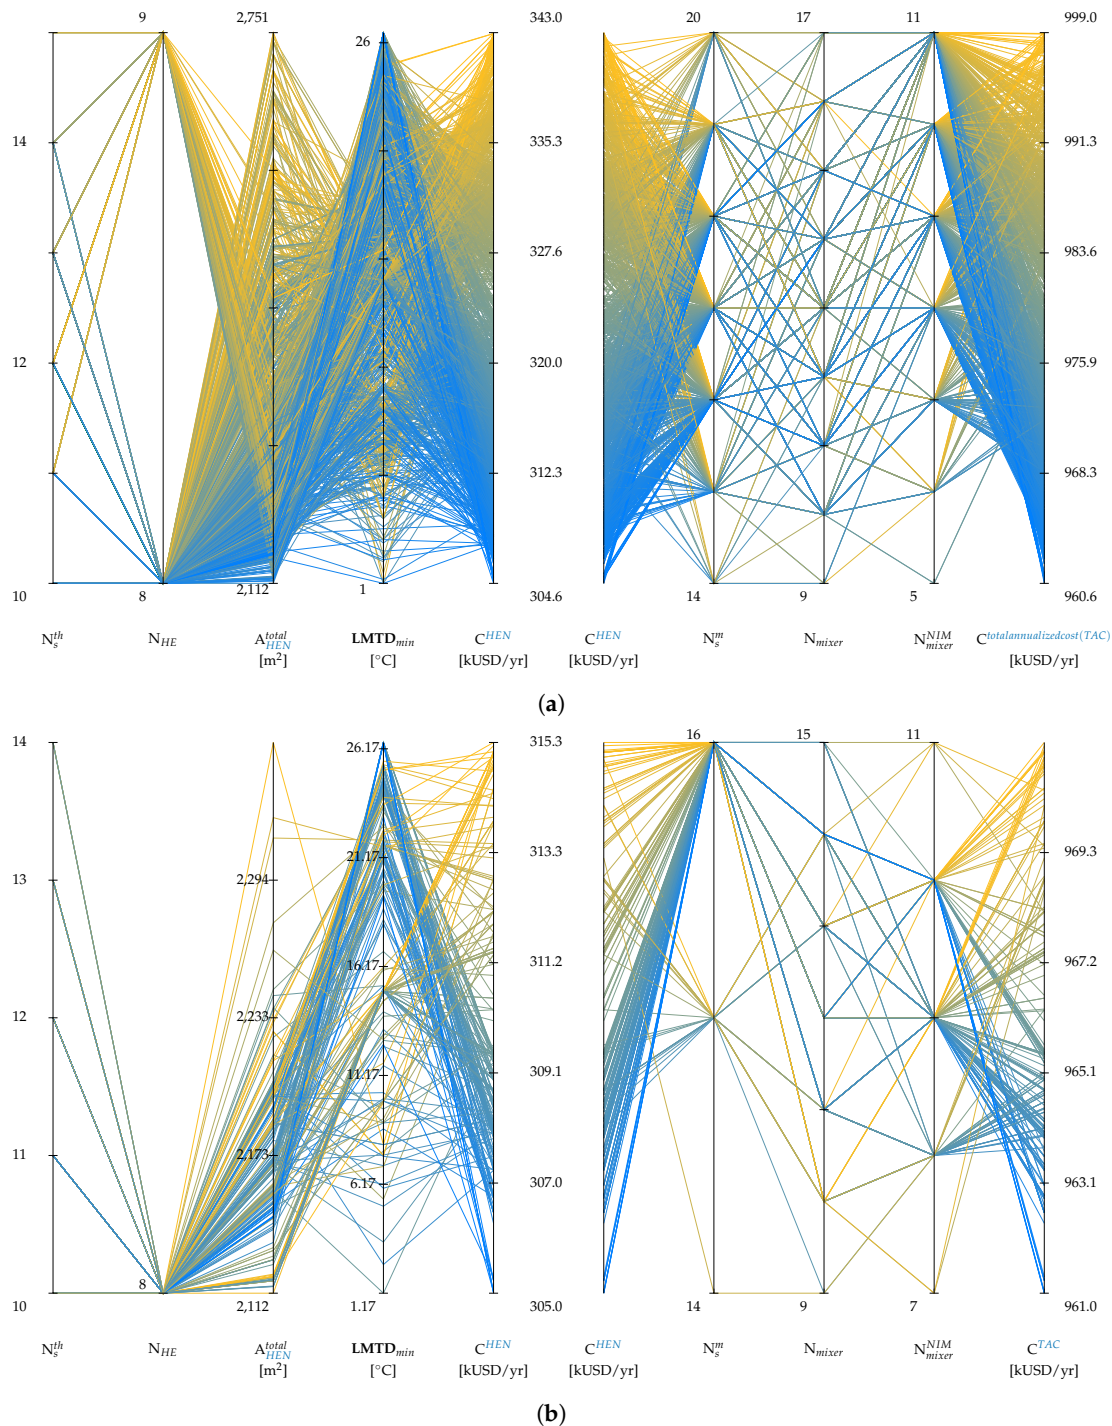 9 2,751 343.0 20 17 11 999.0
26
14 335.3 991.3
327.6 983.6
12 320.0 975.9
312.3 968.3
10 8 2,112 1 304.6 14 9 5 960.6
N_s^th N_HE A_HEN^total LMTD_min C^HEN C^HEN N_s^m N_mixer N_mixer^NIM C^totalannualizedcost(TAC)
[m²] [°C] [kUSD/yr] [kUSD/yr] [kUSD/yr]
(a)
14 26.17 315.3 16 15 11
13 2,294 21.17 313.3 969.3
12 2,233 16.17 311.2 967.2
11 2,173 11.17 309.1 965.1
6.17 307.0 963.1
10 8 2,112 1.17 305.0 14 9 7 961.0
N_s^th N_HE A_HEN^total LMTD_min C^HEN C^HEN N_s^m N_mixer N_mixer^NIM C^TAC
[m²] [°C] [kUSD/yr] [kUSD/yr] [kUSD/yr]
(b)